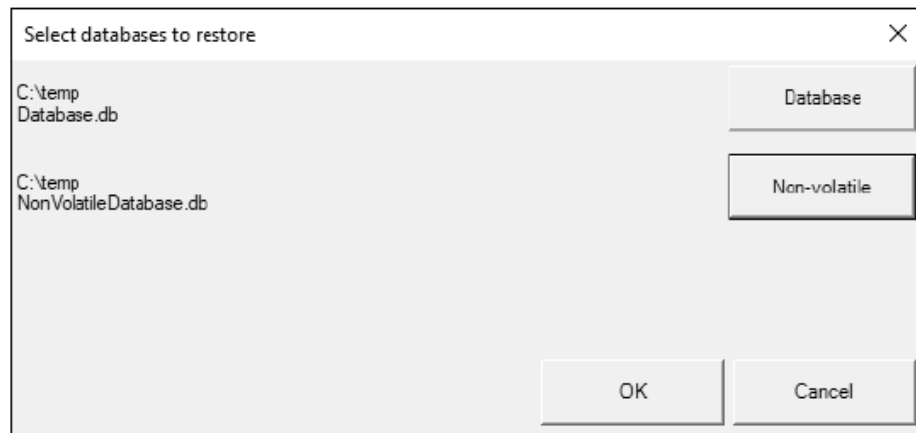 Select databases to restore
C:\temp
Database.db
Database
C:\temp
NonVolatileDatabase.db
Non-volatile
OK
Cancel